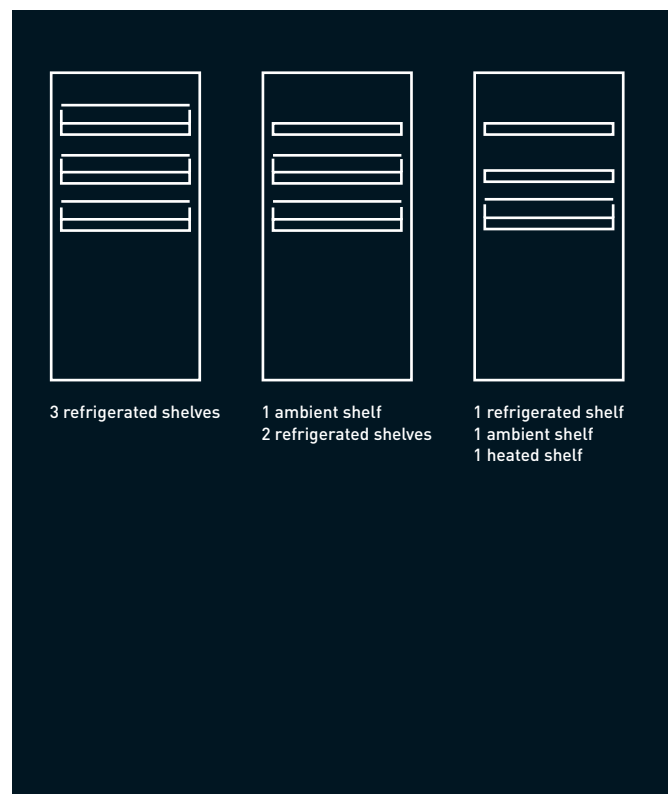 3 refrigerated shelves
1 ambient shelf
2 refrigerated shelves
1 refrigerated shelf
1 ambient shelf
1 heated shelf